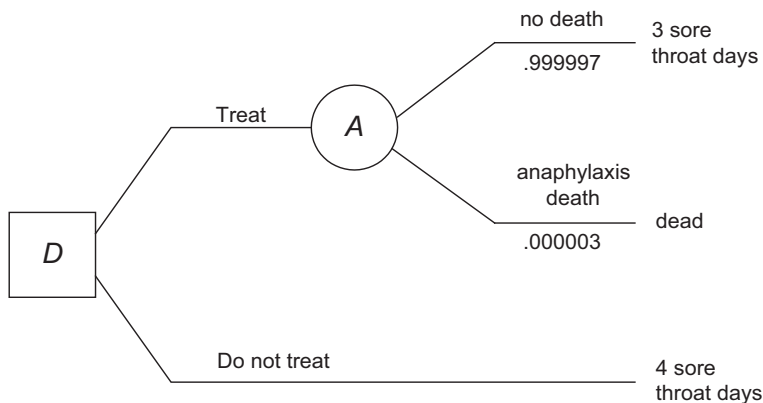 no death
.999997
3 sore
throat days
Treat
A
anaphylaxis
death
.000003
dead
D
Do not treat
4 sore
throat days